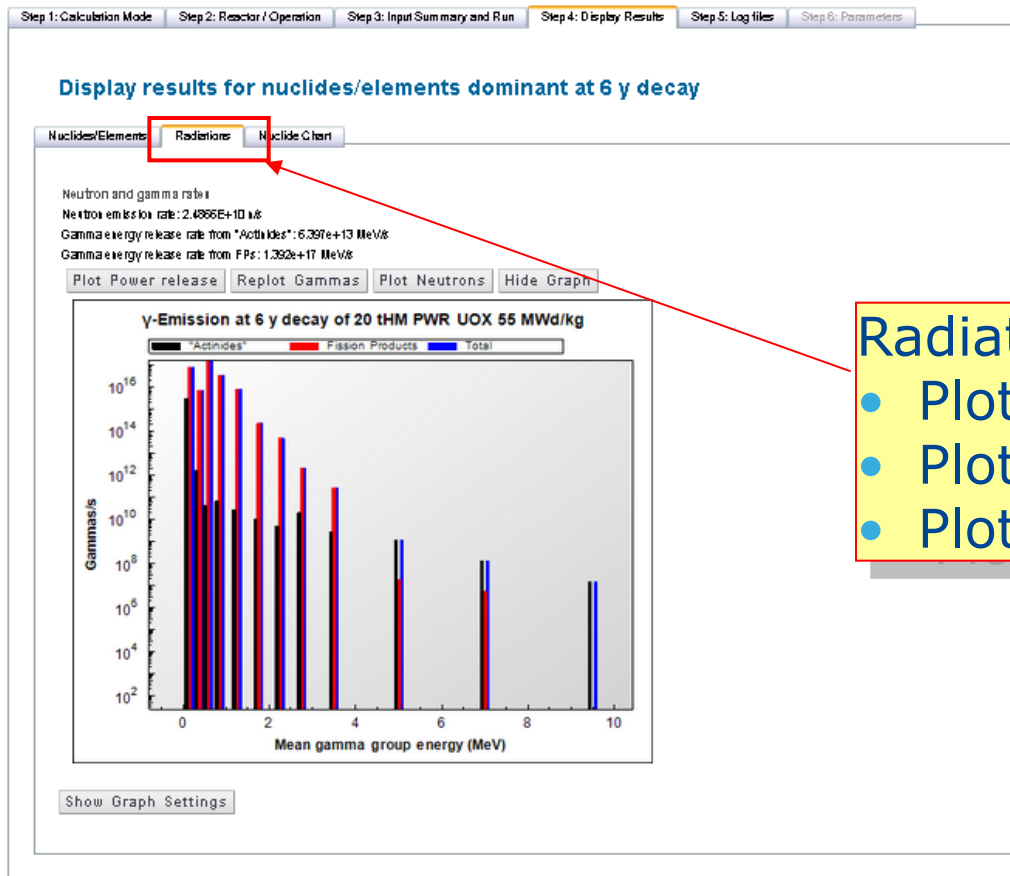 Step 1: Calculation Mode Step 2: Reactor / Operation Step 3: Input Summary and Run Step 4: Display Results Step 5: Log files Step 6: Parameters
Display results for nuclides/elements dominant at 6 y decay
Nuclides/Elements Radiations Nuclide Chart
Neutron and gamma rates
Neutron emission rate: 2.4866E+10 n/s
Gamma energy release rate from "Actinides": 6.397e+13 MeV/s
Gamma energy release rate from FPs: 1.392e+17 MeV/s
Plot Power release Replot Gammas Plot Neutrons Hide Graph
γ-Emission at 6 y decay of 20 tHM PWR UOX 55 MWd/kg
"Actinides" Fission Products Total
10^16
10^14
10^12
10^10
10^8
10^6
10^4
10^2
Gammas/s
0 2 4 6 8 10
Mean gamma group energy (MeV)
Show Graph Settings
Radiat
• Plot
• Plot
• Plot